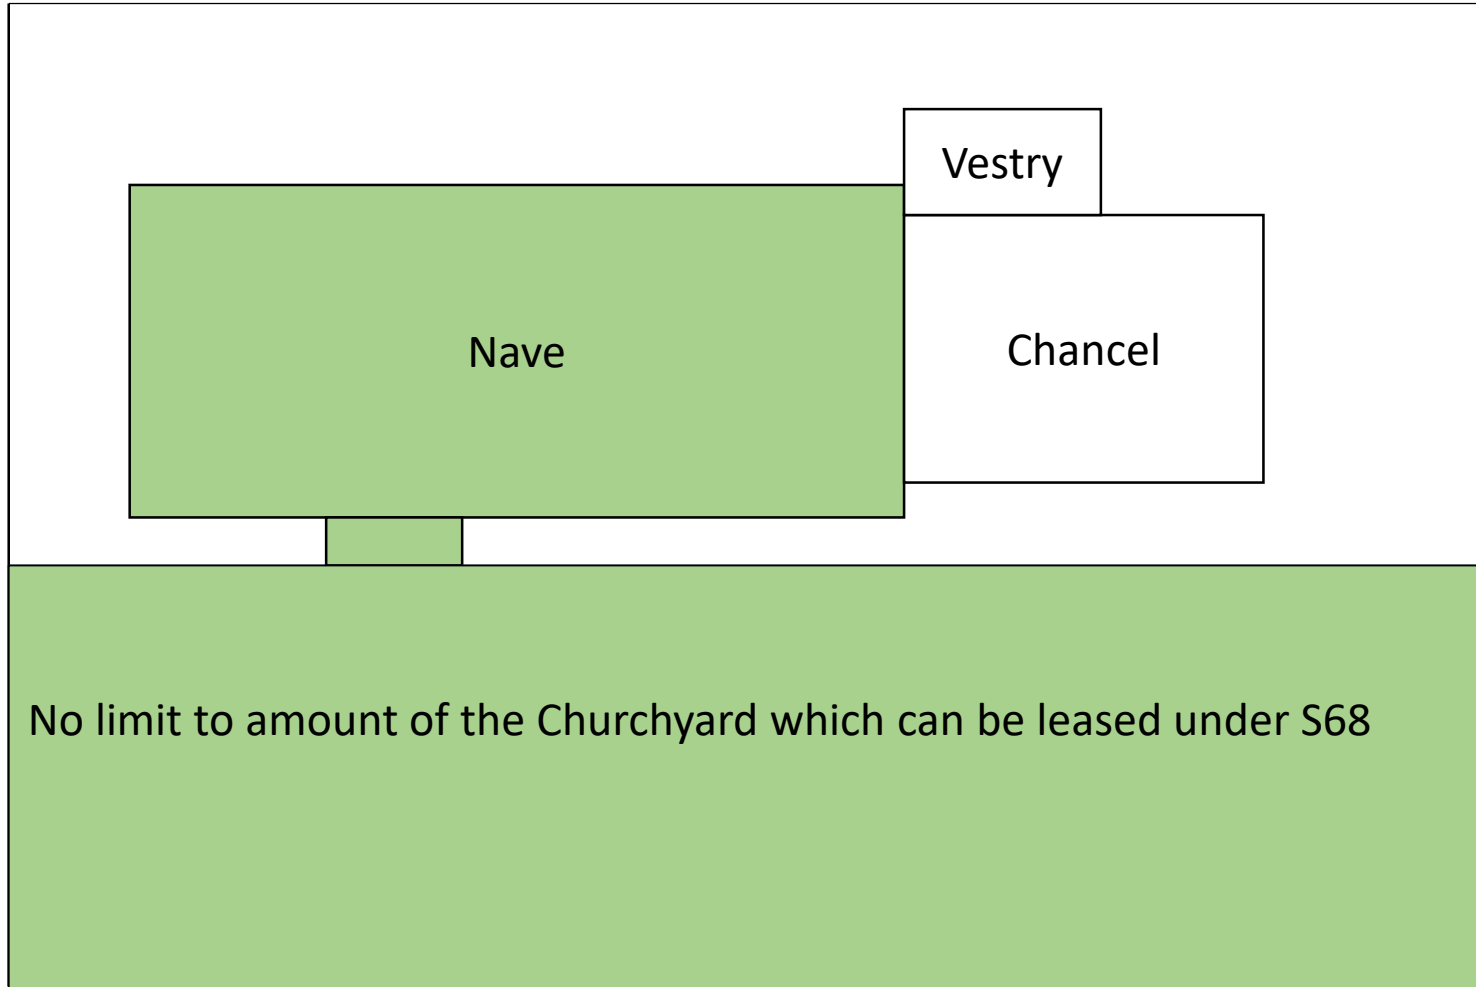 Vestry
Nave
Chancel
No limit to amount of the Churchyard which can be leased under S68